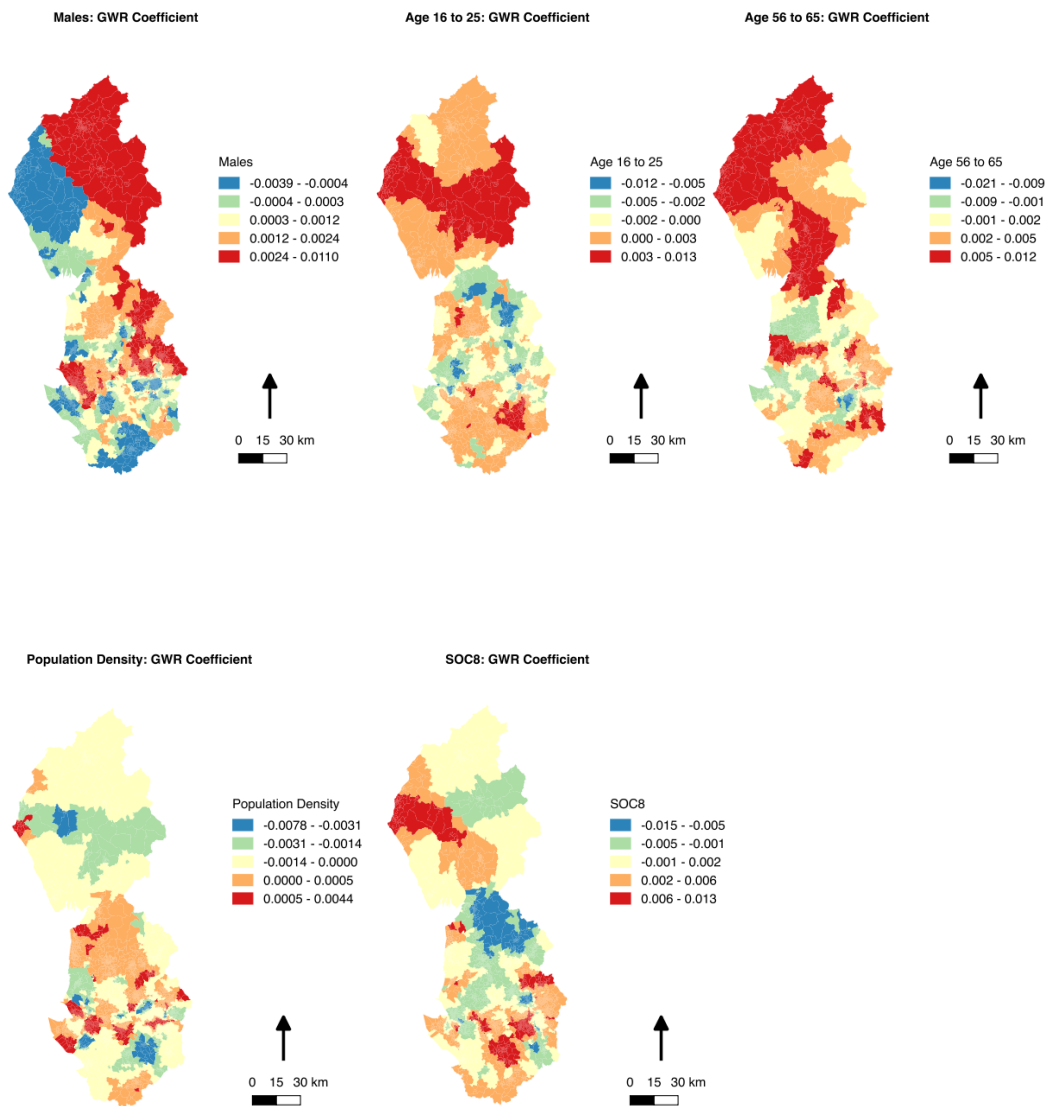 Males: GWR Coefficient
Males
-0.0039 - -0.0004
-0.0004 - 0.0003
0.0003 - 0.0012
0.0012 - 0.0024
0.0024 - 0.0110
0 15 30 km
Age 16 to 25: GWR Coefficient
Age 16 to 25
-0.012 - -0.005
-0.005 - -0.002
-0.002 - 0.000
0.000 - 0.003
0.003 - 0.013
0 15 30 km
Age 56 to 65: GWR Coefficient
Age 56 to 65
-0.021 - -0.009
-0.009 - -0.001
-0.001 - 0.002
0.002 - 0.005
0.005 - 0.012
0 15 30 km
Population Density: GWR Coefficient
Population Density
-0.0078 - -0.0031
-0.0031 - -0.0014
-0.0014 - 0.0000
0.0000 - 0.0005
0.0005 - 0.0044
0 15 30 km
SOC8: GWR Coefficient
SOC8
-0.015 - -0.005
-0.005 - -0.001
-0.001 - 0.002
0.002 - 0.006
0.006 - 0.013
0 15 30 km